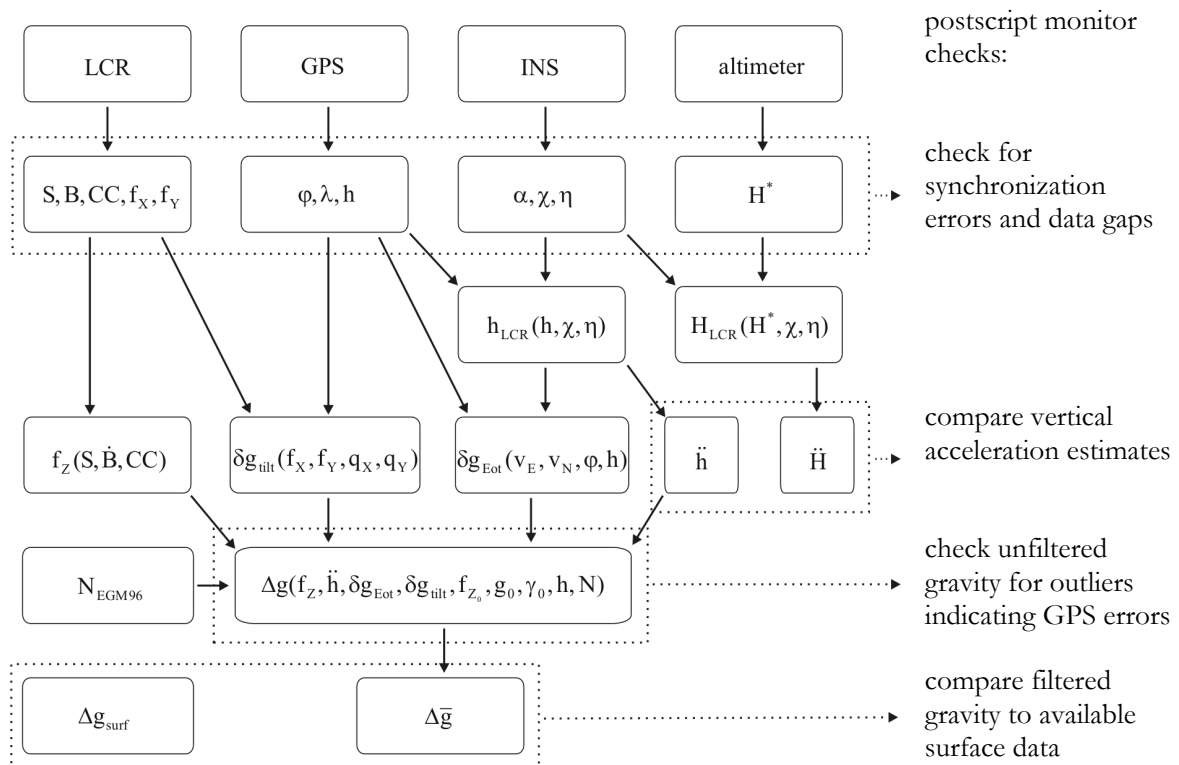 postscript monitor
checks:
LCR
GPS
INS
altimeter
S, B, CC, f_X, f_Y
φ, λ, h
α, χ, η
H*
check for
synchronization
errors and data gaps
h_LCR(h, χ, η)
H_LCR(H*, χ, η)
f_Z(S, Ḃ, CC)
δg_tilt(f_X, f_Y, q_X, q_Y)
δg_Eot(v_E, v_N, φ, h)
ḧ
Ḧ
compare vertical
acceleration estimates
N_EGM96
Δg(f_Z, ḧ, δg_Eot, δg_tilt, f_Z₀, g₀, γ₀, h, N)
check unfiltered
gravity for outliers
indicating GPS errors
Δg_surf
Δḡ
compare filtered
gravity to available
surface data